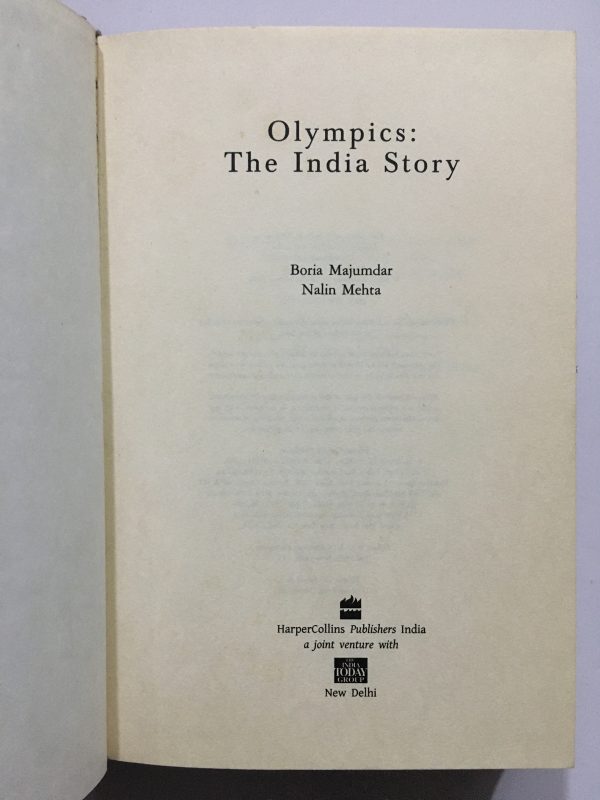 Olympics:
The India Story
Boria Majumdar
Nalin Mehta
HarperCollins Publishers India
a joint venture with
THE
INDIA
TODAY
GROUP
New Delhi